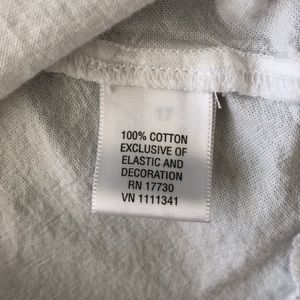 100% COTTON
EXCLUSIVE OF
ELASTIC AND
DECORATION
RN 17730
VN 1111341